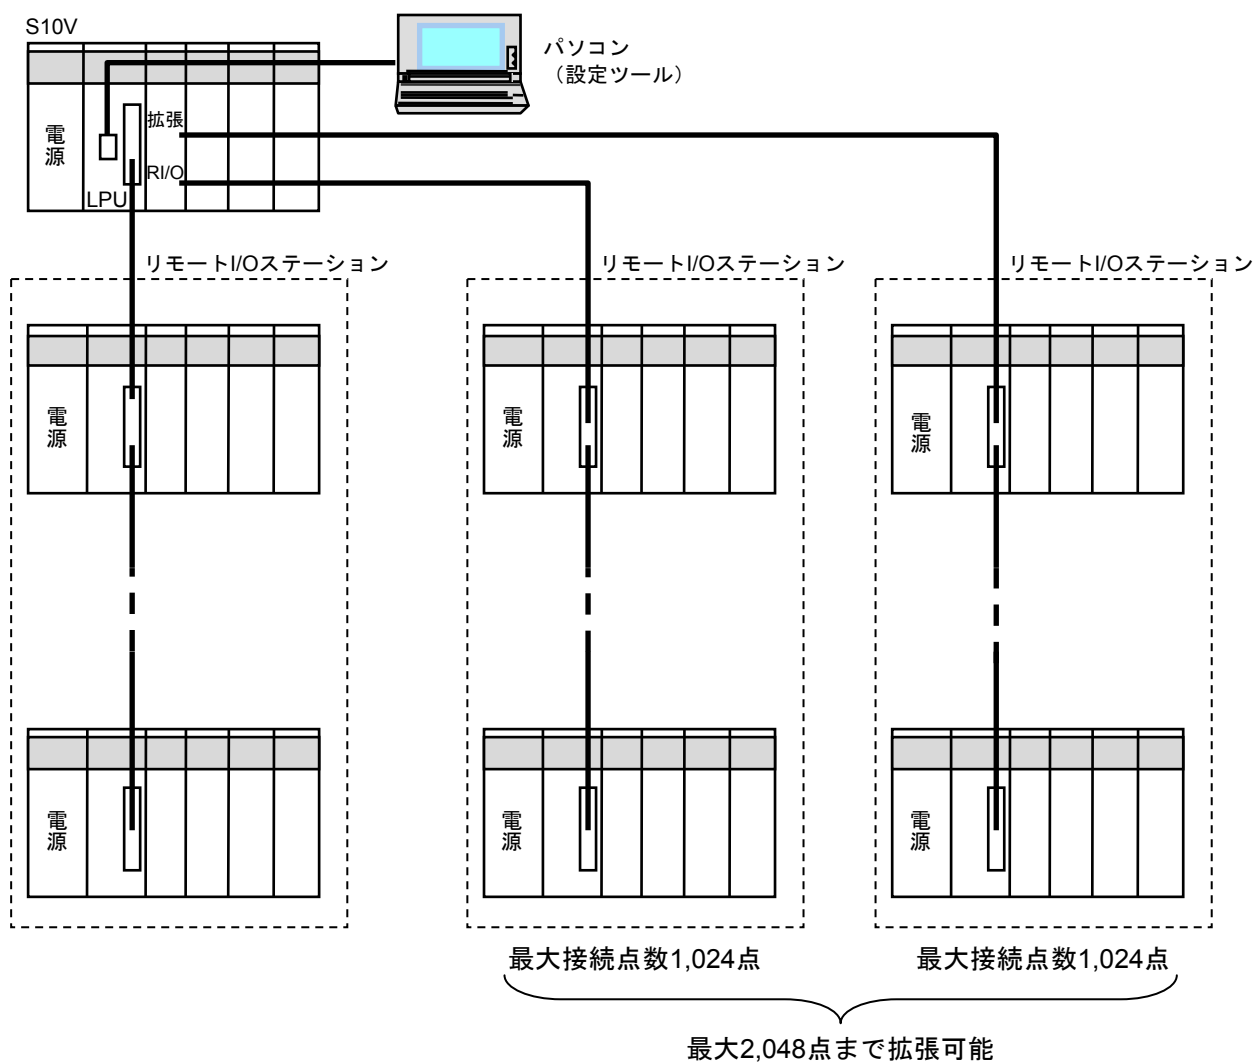 S10V
パソコン
（設定ツール）
電源
拡張
RI/O
LPU
リモートI/Oステーション
リモートI/Oステーション
リモートI/Oステーション
電源
電源
電源
電源
電源
電源
最大接続点数1,024点
最大接続点数1,024点
最大2,048点まで拡張可能